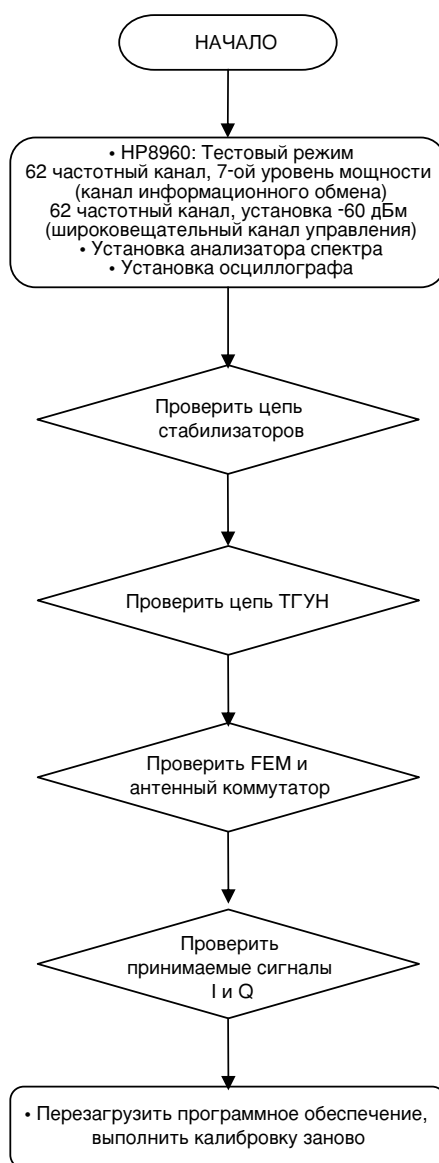 НАЧАЛО
• HP8960: Тестовый режим
62 частотный канал, 7-ой уровень мощности
(канал информационного обмена)
62 частотный канал, установка -60 дБм
(широковещательный канал управления)
• Установка анализатора спектра
• Установка осциллографа
Проверить цепь
стабилизаторов
Проверить цепь ТГУН
Проверить FEM и
антенный коммутатор
Проверить
принимаемые сигналы
I и Q
• Перезагрузить программное обеспечение,
выполнить калибровку заново